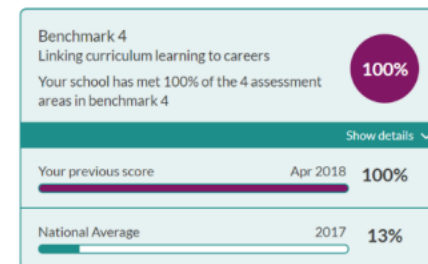 Benchmark 4
Linking curriculum learning to careers
Your school has met 100% of the 4 assessment
areas in benchmark 4
100%
Show details
Your previous score Apr 2018 100%
National Average 2017 13%